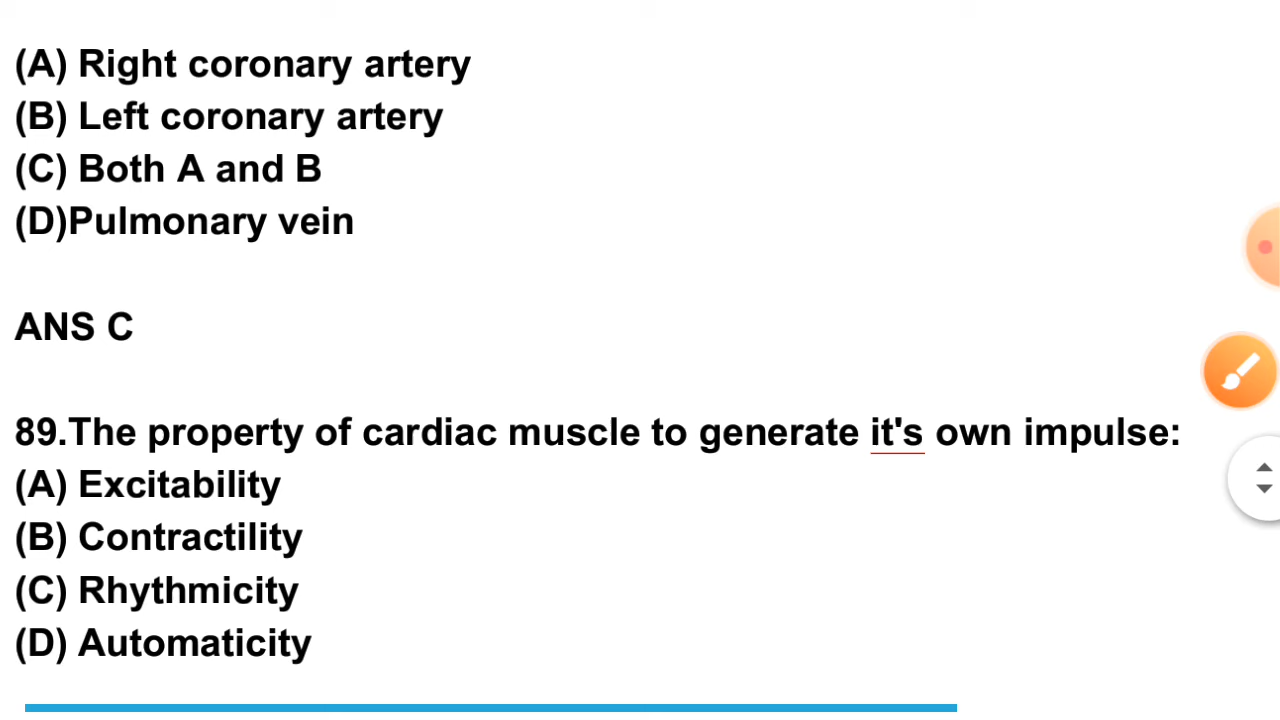 (A) Right coronary artery
(B) Left coronary artery
(C) Both A and B
(D)Pulmonary vein
ANS C
89.The property of cardiac muscle to generate it's own impulse:
(A) Excitability
(B) Contractility
(C) Rhythmicity
(D) Automaticity